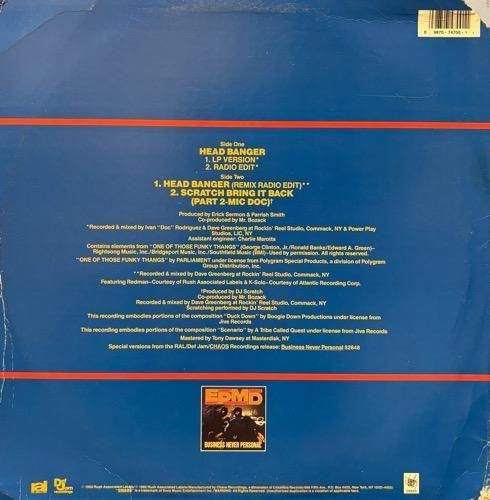 Side One
HEAD BANGER
1. LP VERSION*
2. RADIO EDIT*
Side Two
1. HEAD BANGER (REMIX RADIO EDIT)**
2. SCRATCH BRING IT BACK
(PART 2-MIC DOC)†
Produced by Erick Sermon & Parrish Smith
Co-produced by Mr. Bozack
*Recorded & mixed by Ivan "Doc" Rodriguez & Dave Greenberg at Rockin' Reel Studio, Commack, NY & Power Play
Studios, LIC, NY
Assistant engineer: Charlie Marotta
Contains elements from "ONE OF THOSE FUNKY THANGS" (George Clinton, Jr./Ronald Banks/Edward A. Green)–
Rightsong Music, Inc./Bridgeport Music, Inc./Southfield Music (BMI)–Used by permission. All rights reserved.
"ONE OF THOSE FUNKY THANGS" by PARLIAMENT under license from Polygram Special Products, a division of Polygram
Group Distribution, Inc.
**Recorded & mixed by Dave Greenberg at Rockin' Reel Studio, Commack, NY
Featuring Redman–Courtesy of Rush Associated Labels & K-Solo–Courtesy of Atlantic Recording Corp.
†Produced by DJ Scratch
Co-produced by Mr. Bozack
Recorded & mixed by Dave Greenberg at Rockin' Reel Studio, Commack, NY
Scratching performed by DJ Scratch
This recording embodies portions of the composition "Duck Down" by Boogie Down Productions under license from
Jive Records
This recording embodies portions of the composition "Scenario" by A Tribe Called Quest under license from Jive Records
Mastered by Tony Dawsey at Masterdisk, NY
Special versions from the RAL/Def Jam/CHAOS Recordings release: Business Never Personal 52848
EPMD
BUSINESS NEVER PERSONAL
ral
Def Jam